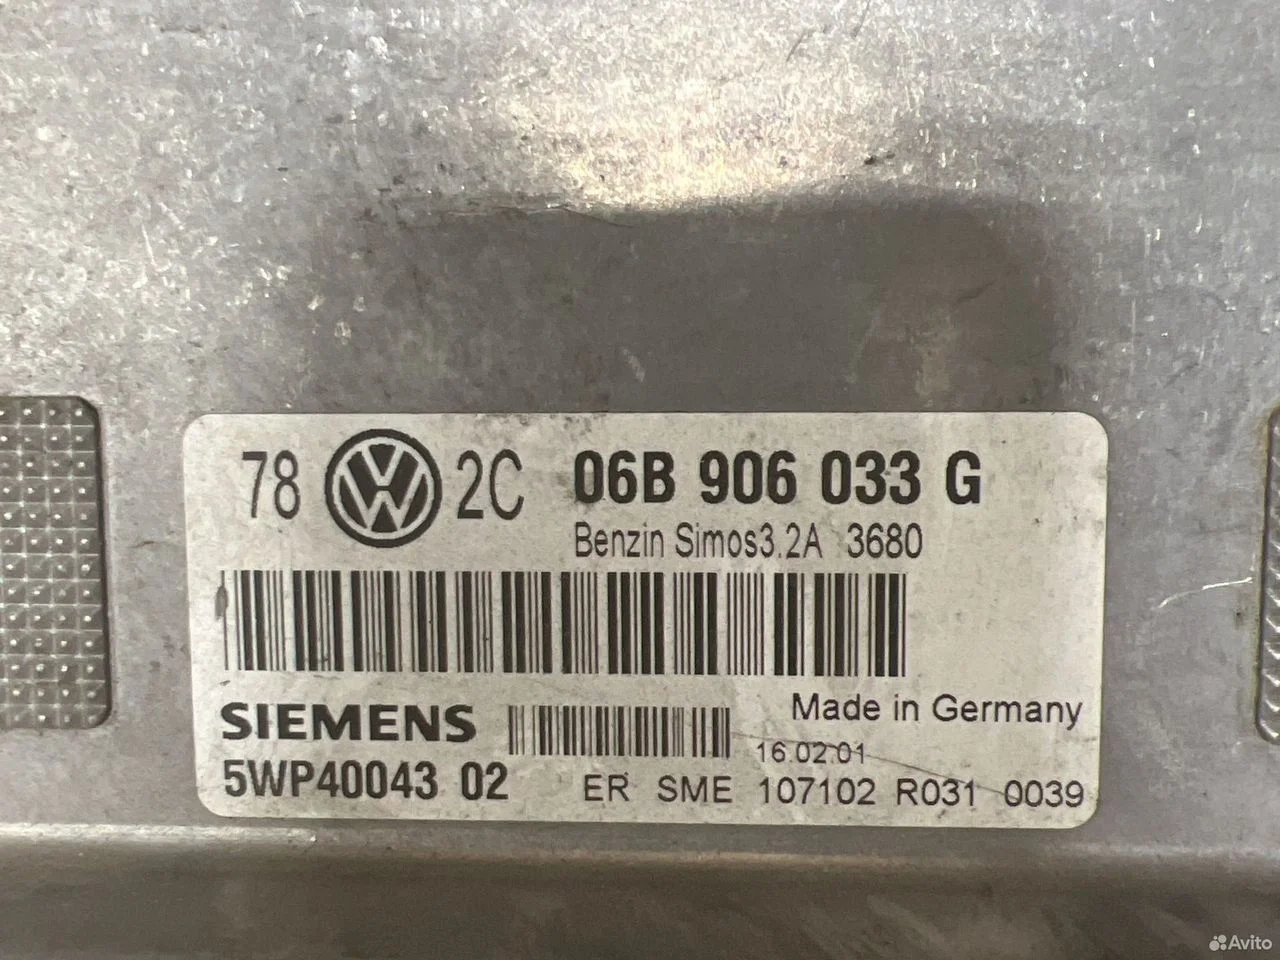 78 VW 2C 06B 906 033 G
Benzin Simos3.2A 3680
SIEMENS
Made in Germany
16.02.01
5WP40043 02 ER SME 107102 R031 0039
Avito